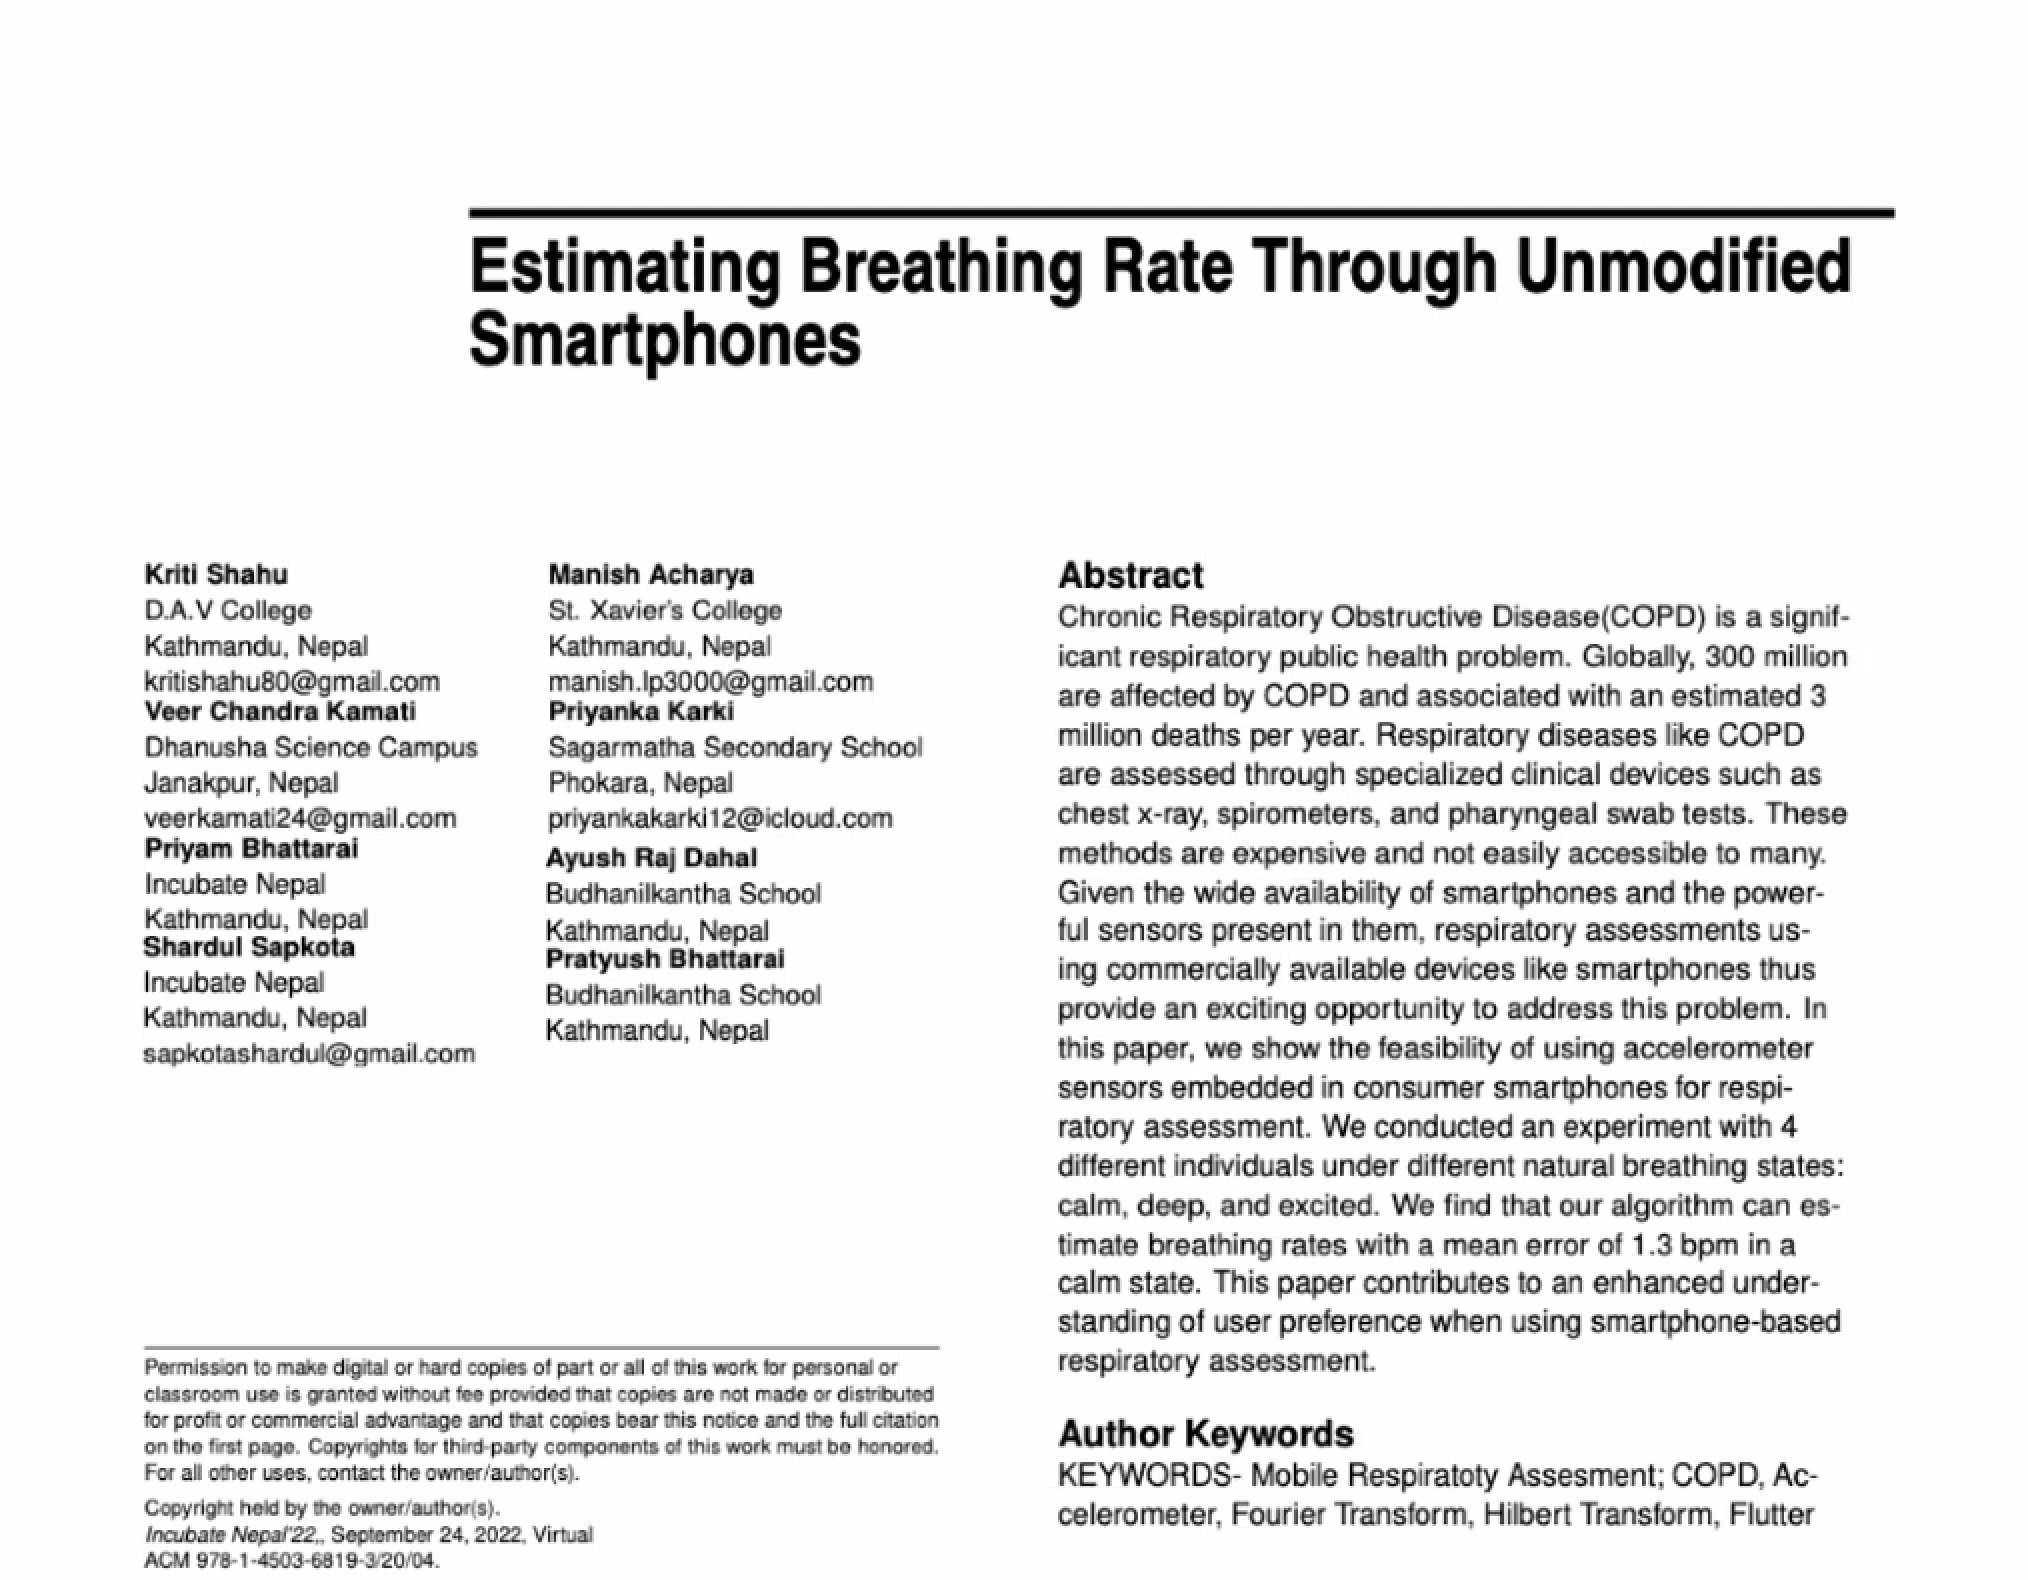 Estimating Breathing Rate Through Unmodified
Smartphones
Kriti Shahu
D.A.V College
Kathmandu, Nepal
kritishahu80@gmail.com
Veer Chandra Kamati
Dhanusha Science Campus
Janakpur, Nepal
veerkamati24@gmail.com
Priyam Bhattarai
Incubate Nepal
Kathmandu, Nepal
Shardul Sapkota
Incubate Nepal
Kathmandu, Nepal
sapkotashardul@gmail.com
Manish Acharya
St. Xavier's College
Kathmandu, Nepal
manish.lp3000@gmail.com
Priyanka Karki
Sagarmatha Secondary School
Phokara, Nepal
priyankakarki12@icloud.com
Ayush Raj Dahal
Budhanilkantha School
Kathmandu, Nepal
Pratyush Bhattarai
Budhanilkantha School
Kathmandu, Nepal
Permission to make digital or hard copies of part or all of this work for personal or
classroom use is granted without fee provided that copies are not made or distributed
for profit or commercial advantage and that copies bear this notice and the full citation
on the first page. Copyrights for third-party components of this work must be honored.
For all other uses, contact the owner/author(s).
Copyright held by the owner/author(s).
Incubate Nepal'22,, September 24, 2022, Virtual
ACM 978-1-4503-6819-3/20/04.
Abstract
Chronic Respiratory Obstructive Disease(COPD) is a signif-
icant respiratory public health problem. Globally, 300 million
are affected by COPD and associated with an estimated 3
million deaths per year. Respiratory diseases like COPD
are assessed through specialized clinical devices such as
chest x-ray, spirometers, and pharyngeal swab tests. These
methods are expensive and not easily accessible to many.
Given the wide availability of smartphones and the power-
ful sensors present in them, respiratory assessments us-
ing commercially available devices like smartphones thus
provide an exciting opportunity to address this problem. In
this paper, we show the feasibility of using accelerometer
sensors embedded in consumer smartphones for respi-
ratory assessment. We conducted an experiment with 4
different individuals under different natural breathing states:
calm, deep, and excited. We find that our algorithm can es-
timate breathing rates with a mean error of 1.3 bpm in a
calm state. This paper contributes to an enhanced under-
standing of user preference when using smartphone-based
respiratory assessment.
Author Keywords
KEYWORDS- Mobile Respiratoty Assesment; COPD, Ac-
celerometer, Fourier Transform, Hilbert Transform, Flutter